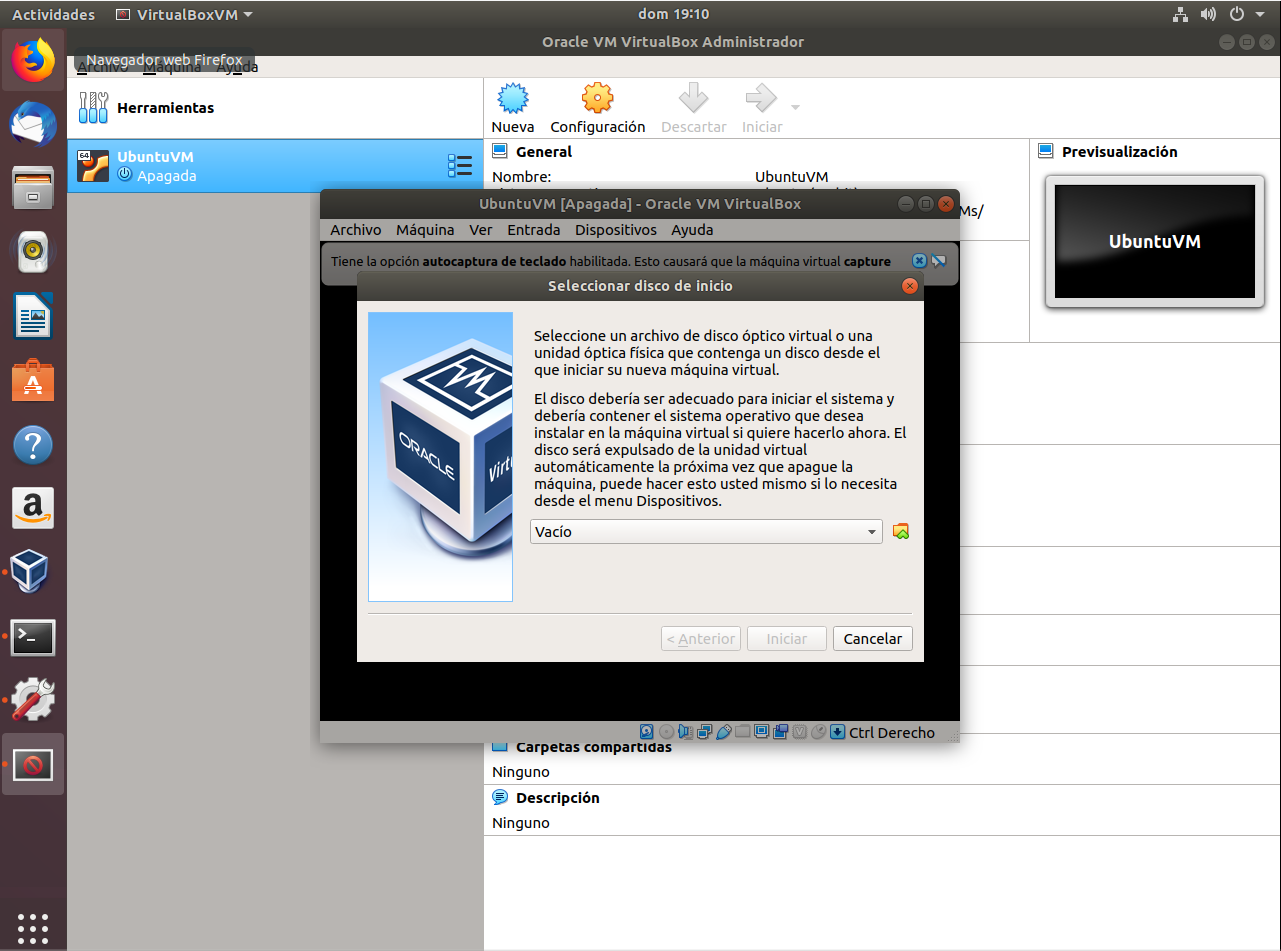 Actividades VirtualBoxVM dom 19:10
Oracle VM VirtualBox Administrador
Navegador web Firefox
Archivo Máquina Ayuda
Herramientas
Nueva Configuración Descartar Iniciar
64
UbuntuVM
Apagada
General
Nombre: UbuntuVM
Ms/
Previsualización
UbuntuVM
UbuntuVM [Apagada] - Oracle VM VirtualBox
Archivo Máquina Ver Entrada Dispositivos Ayuda
Tiene la opción autocaptura de teclado habilitada. Esto causará que la máquina virtual capture
Seleccionar disco de inicio
Seleccione un archivo de disco óptico virtual o una
unidad óptica física que contenga un disco desde el
que iniciar su nueva máquina virtual.
El disco debería ser adecuado para iniciar el sistema y
debería contener el sistema operativo que desea
instalar en la máquina virtual si quiere hacerlo ahora. El
disco será expulsado de la unidad virtual
automáticamente la próxima vez que apague la
máquina, puede hacer esto usted mismo si lo necesita
desde el menu Dispositivos.
ORACLE
Virtu
Vacío
< Anterior Iniciar Cancelar
Ctrl Derecho
Carpetas compartidas
Ninguno
Descripción
Ninguno